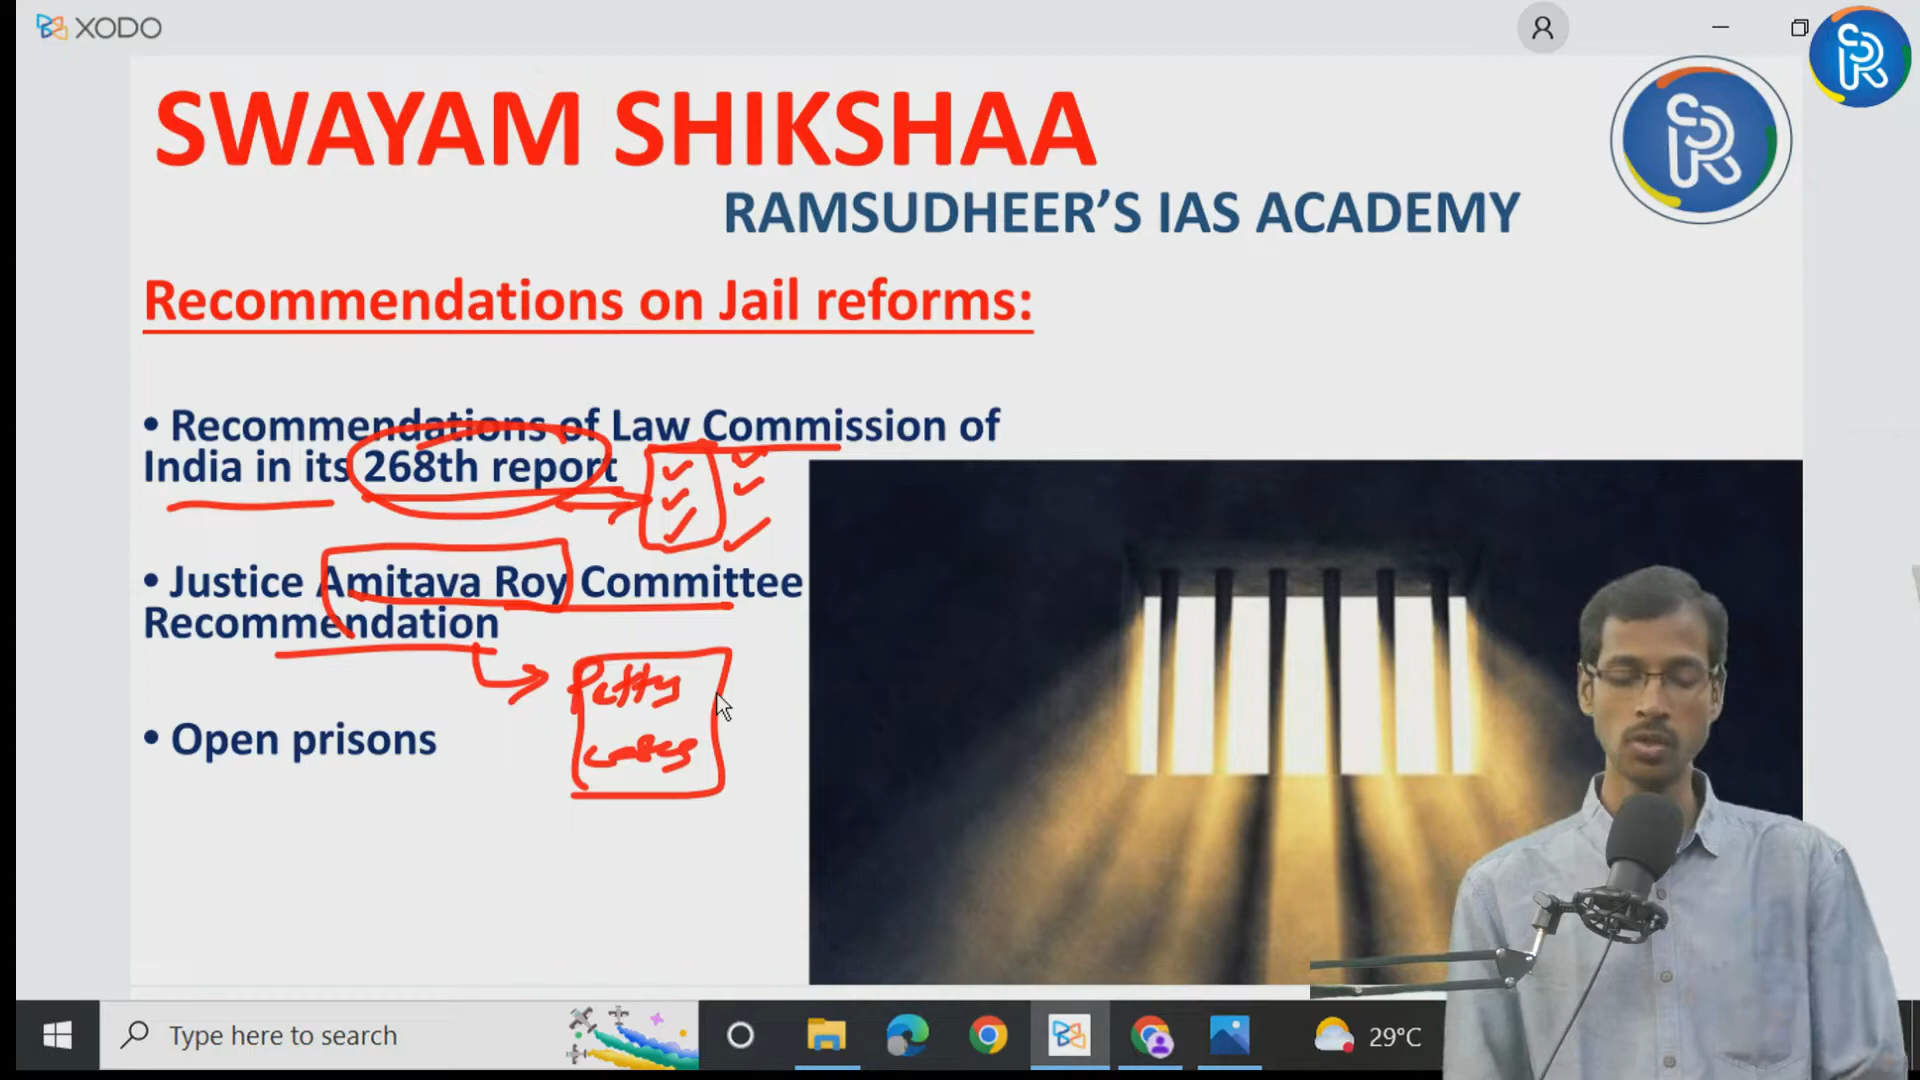 XODO
SWAYAM SHIKSHAA
RAMSUDHEER’S IAS ACADEMY
Recommendations on Jail reforms:
• Recommendations of Law Commission of
India in its 268th report
• Justice Amitava Roy Committee
Recommendation
Petty
cases
• Open prisons
Type here to search
29°C